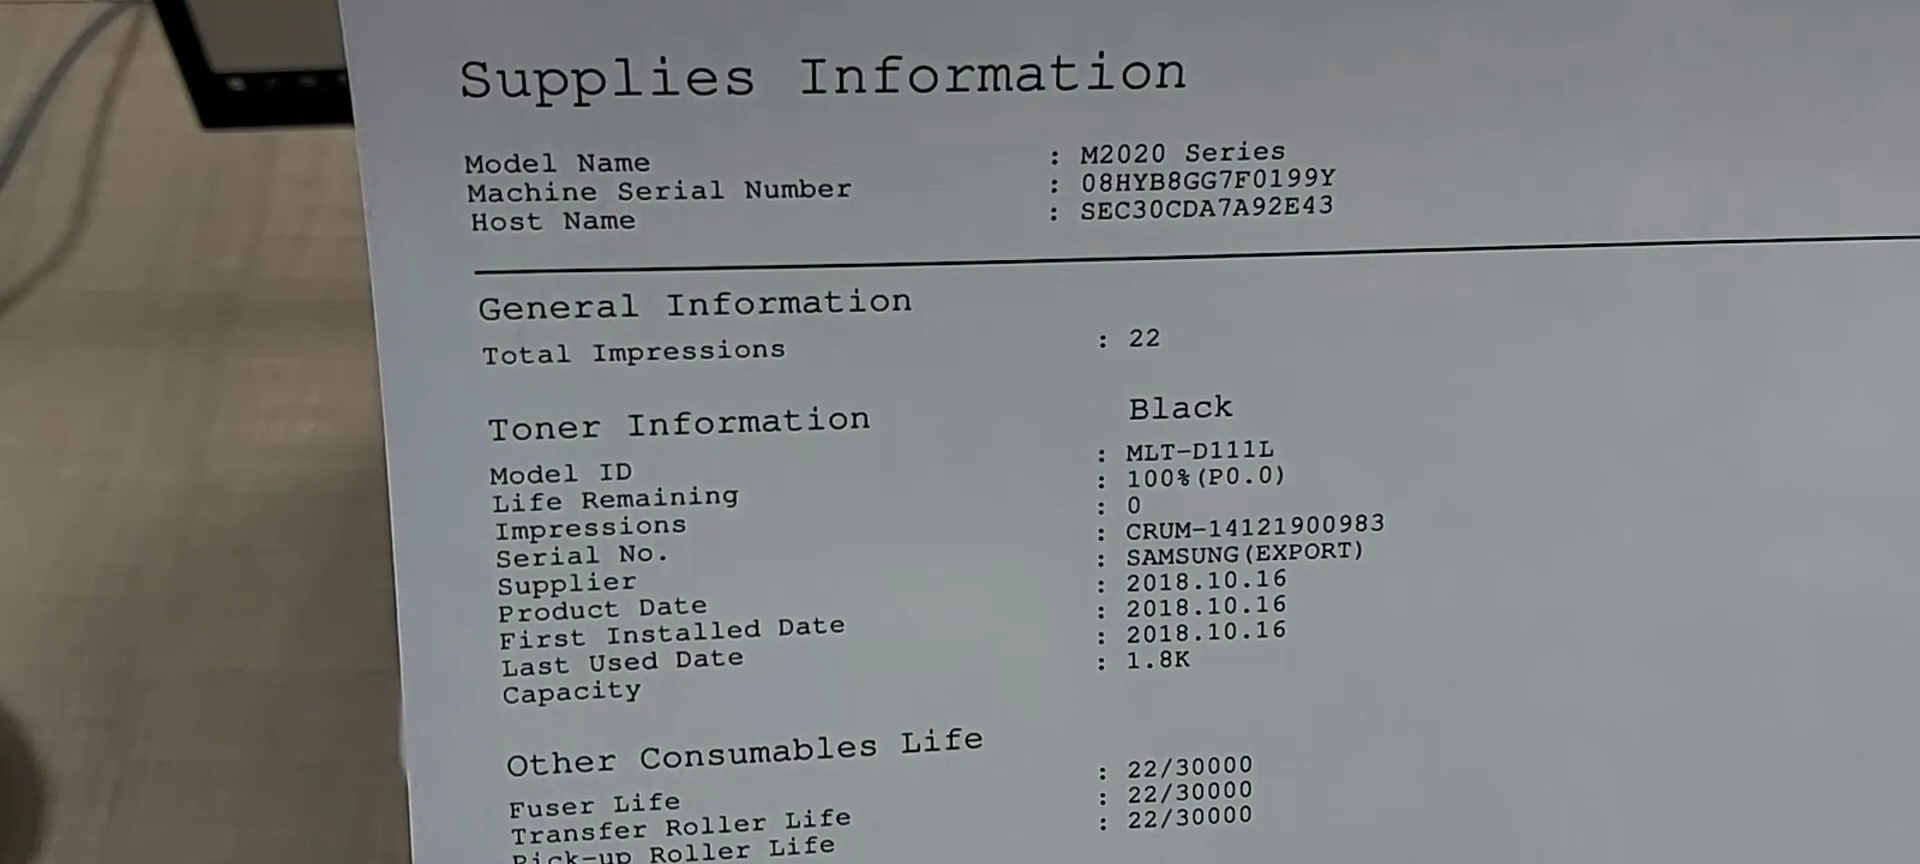 Supplies Information
Model Name : M2020 Series
Machine Serial Number : 08HYB8GG7F0199Y
Host Name : SEC30CDA7A92E43
General Information
Total Impressions : 22
Toner Information Black
Model ID : MLT-D111L
Life Remaining : 100%(P0.0)
Impressions : 0
Serial No. : CRUM-14121900983
Supplier : SAMSUNG(EXPORT)
Product Date : 2018.10.16
First Installed Date : 2018.10.16
Last Used Date : 2018.10.16
Capacity : 1.8K
Other Consumables Life
Fuser Life : 22/30000
Transfer Roller Life : 22/30000
Pick-up Roller Life : 22/30000